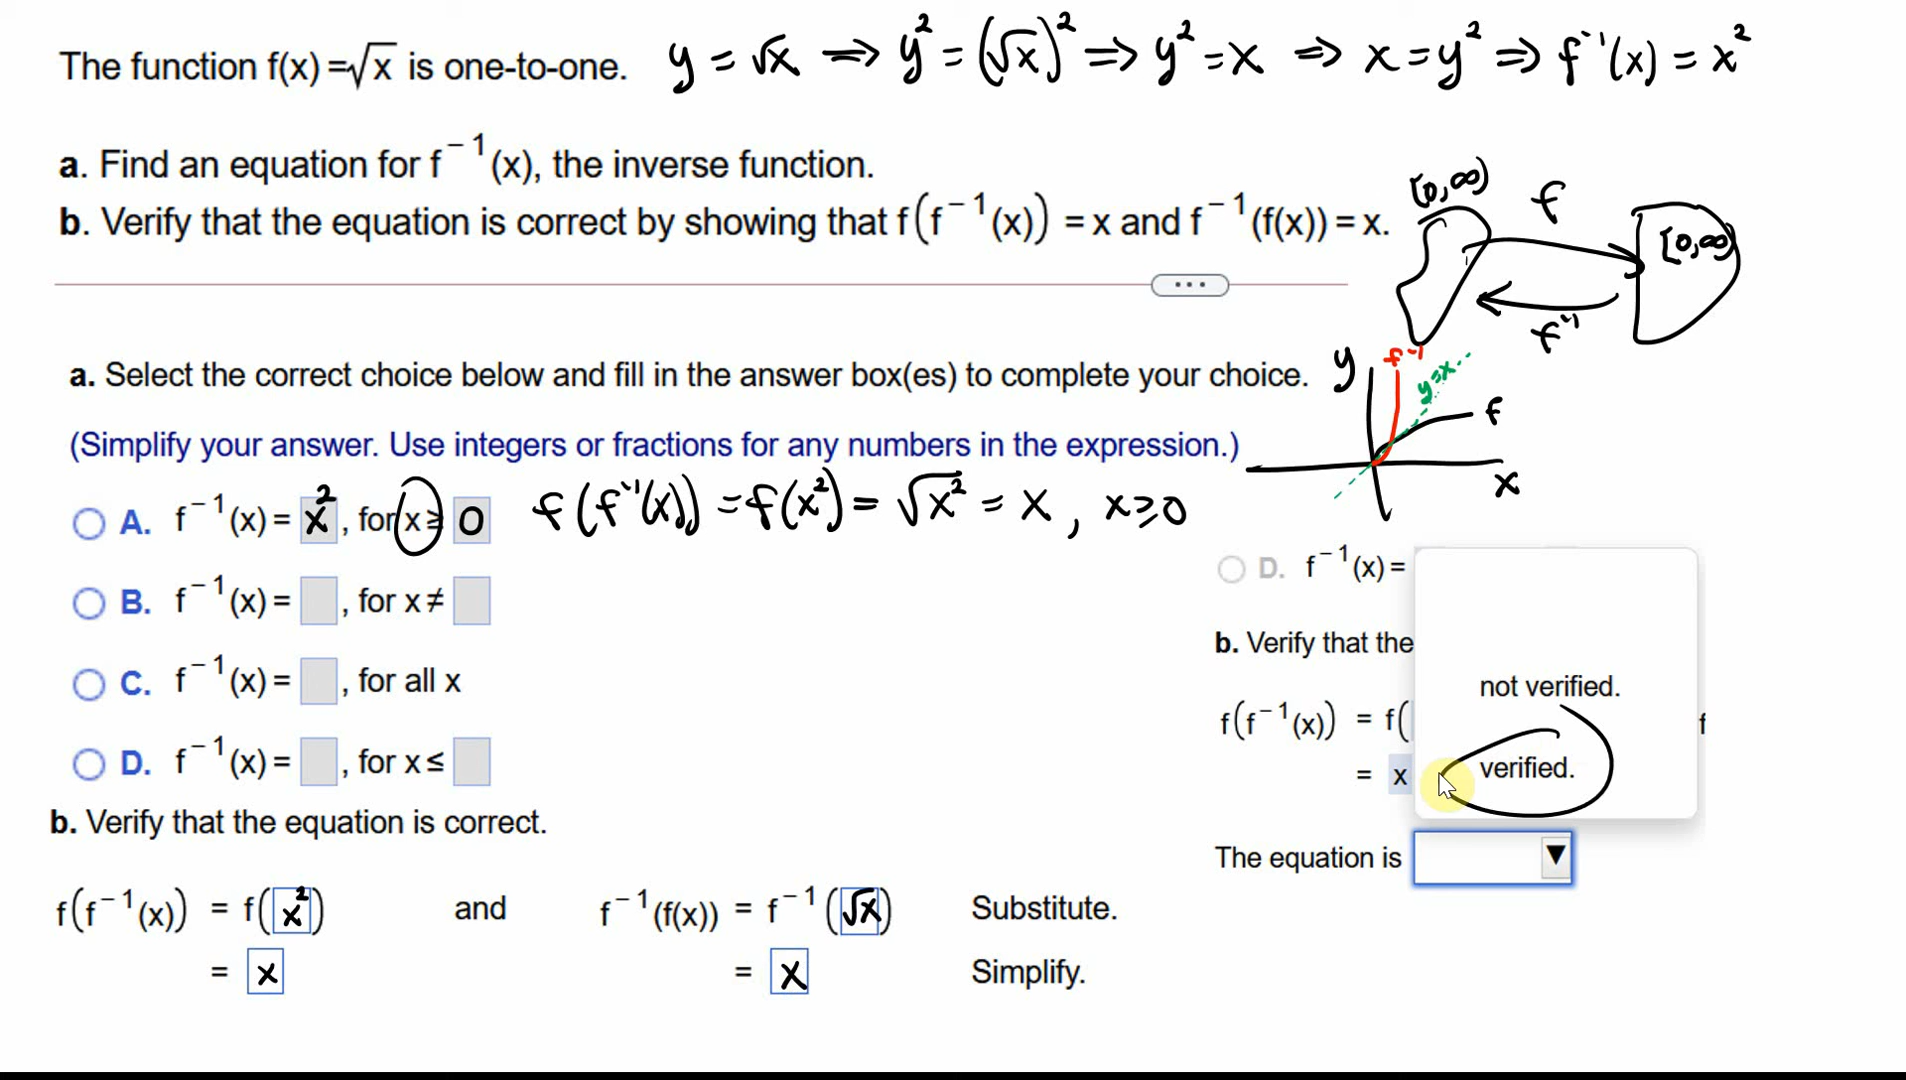 The function f(x) = √x is one-to-one. y = √x ⟹ y² = (√x)² ⟹ y² = x ⟹ x = y² ⟹ f⁻¹(x) = x²
a. Find an equation for f⁻¹(x), the inverse function.
b. Verify that the equation is correct by showing that f(f⁻¹(x)) = x and f⁻¹(f(x)) = x.
[0,∞) f [0,∞)
f⁻¹
a. Select the correct choice below and fill in the answer box(es) to complete your choice.
y f⁻¹ y=x f
x
(Simplify your answer. Use integers or fractions for any numbers in the expression.)
A. f⁻¹(x) = x², for x ≥ 0 f(f⁻¹(x)) = f(x²) = √x² = x, x ≥ 0
B. f⁻¹(x) = , for x ≠
C. f⁻¹(x) = , for all x
D. f⁻¹(x) = , for x ≤
b. Verify that the equation is correct.
f(f⁻¹(x)) = f(x²) and f⁻¹(f(x)) = f⁻¹(√x) Substitute.
= x = x Simplify.
D. f⁻¹(x) =
b. Verify that the
not verified.
f(f⁻¹(x)) = f( f
= x verified.
The equation is